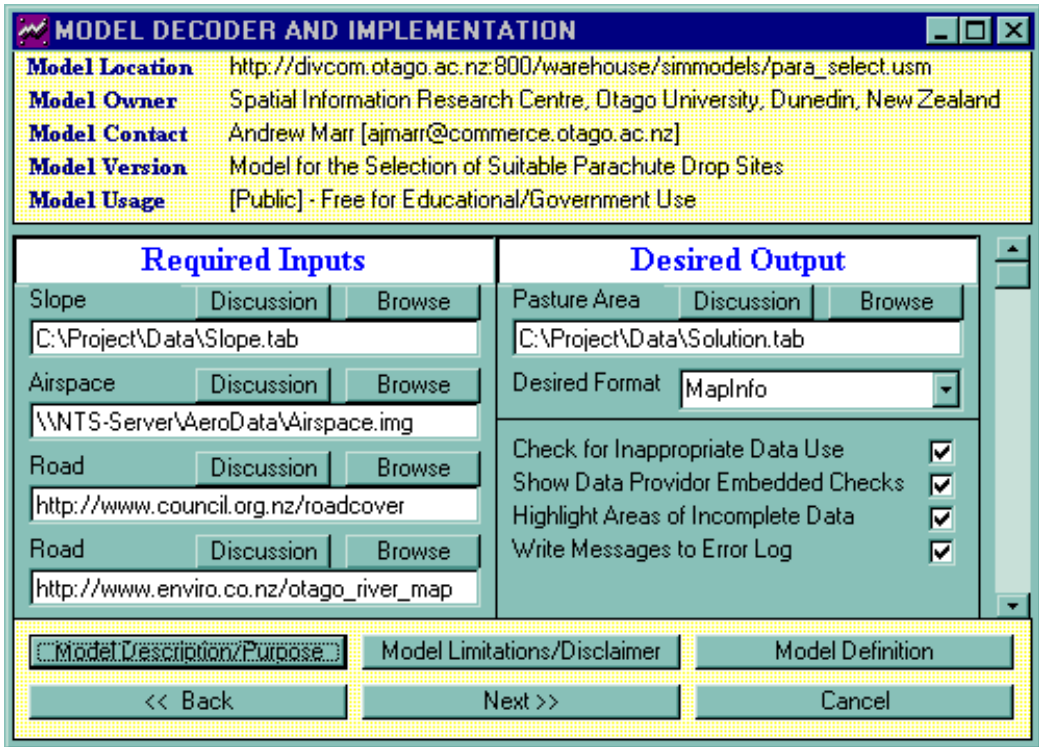 MODEL DECODER AND IMPLEMENTATION
Model Location http://divcom.otago.ac.nz:800/warehouse/simmodels/para_select.usm
Model Owner Spatial Information Research Centre, Otago University, Dunedin, New Zealand
Model Contact Andrew Marr [ajmarr@commerce.otago.ac.nz]
Model Version Model for the Selection of Suitable Parachute Drop Sites
Model Usage [Public] - Free for Educational/Government Use
Required Inputs
Slope Discussion Browse
C:\Project\Data\Slope.tab
Airspace Discussion Browse
\\NTS-Server\AeroData\Airspace.img
Road Discussion Browse
http://www.council.org.nz/roadcover
Road Discussion Browse
http://www.enviro.co.nz/otago_river_map
Desired Output
Pasture Area Discussion Browse
C:\Project\Data\Solution.tab
Desired Format MapInfo
Check for Inappropriate Data Use
Show Data Providor Embedded Checks
Highlight Areas of Incomplete Data
Write Messages to Error Log
Model Description/Purpose Model Limitations/Disclaimer Model Definition
<< Back Next >> Cancel